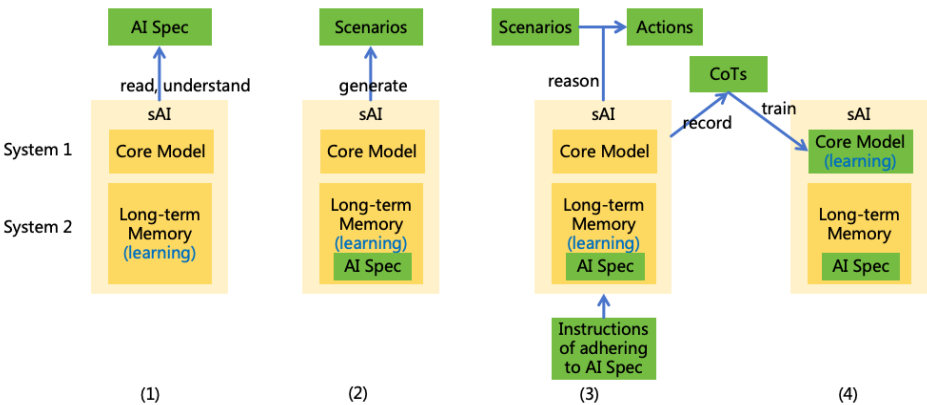 AI Spec
read, understand
sAI
System 1
Core Model
System 2
Long-term
Memory
(learning)
(1)
Scenarios
generate
sAI
Core Model
Long-term
Memory
(learning)
AI Spec
(2)
Scenarios
Actions
reason
sAI
Core Model
Long-term
Memory
(learning)
AI Spec
Instructions
of adhering
to AI Spec
(3)
CoTs
record
train
sAI
Core Model
(learning)
Long-term
Memory
AI Spec
(4)